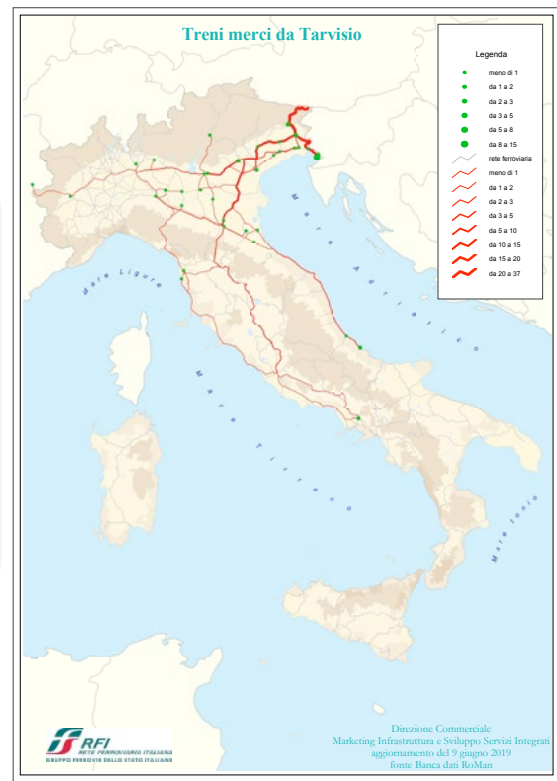 Treni merci da Tarvisio
Legenda
meno di 1
da 1 a 2
da 2 a 3
da 3 a 5
da 5 a 8
da 8 a 15
rete ferroviaria
meno di 1
da 1 a 2
da 2 a 3
da 3 a 5
da 5 a 10
da 10 a 15
da 15 a 20
da 20 a 37
Mare Adriatico
Mare Ligure
Mare Tirreno
Mare Ionio
RFI
RETE FERROVIARIA ITALIANA
GRUPPO FERROVIE DELLO STATO ITALIANE
Direzione Commerciale
Marketing Infrastruttura e Sviluppo Servizi Integrati
aggiornamento del 9 giugno 2019
fonte Banca dati RoMan